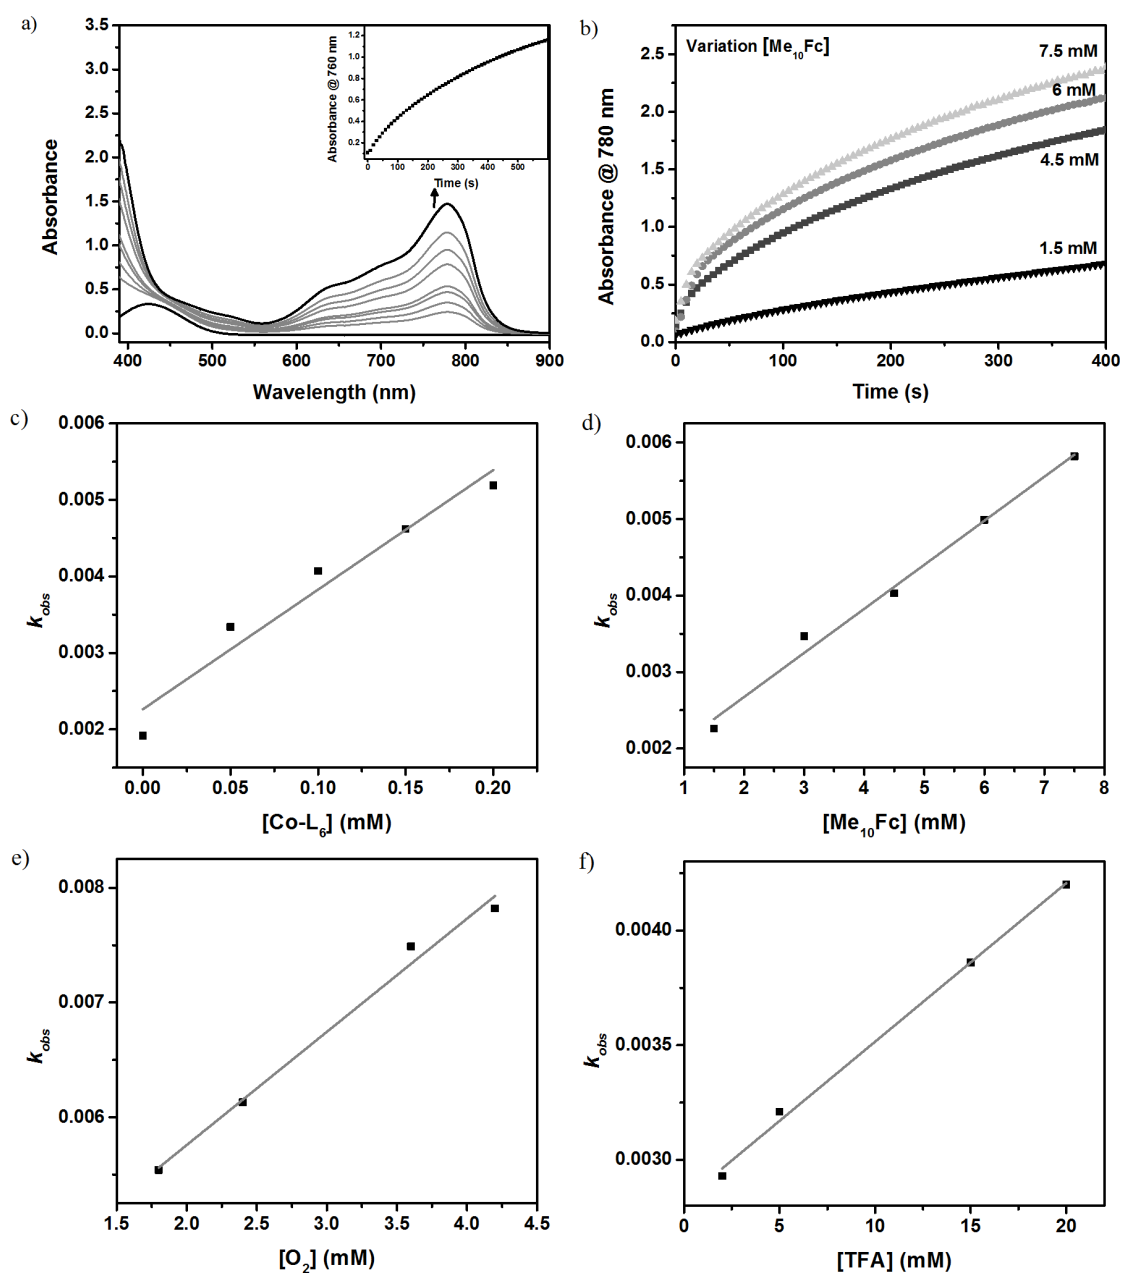 a)
3.5
3.0
2.5
2.0
1.5
1.0
0.5
0.0
Absorbance
400 500 600 700 800 900
Wavelength (nm)
1.2
1.0
0.8
0.6
0.4
0.2
Absorbance @ 760 nm
0 100 200 300 400 500
Time (s)
b)
Variation [Me₁₀Fc]
7.5 mM
6 mM
4.5 mM
1.5 mM
2.5
2.0
1.5
1.0
0.5
0.0
Absorbance @ 780 nm
0 100 200 300 400
Time (s)
c)
0.006
0.005
0.004
0.003
0.002
k_obs
0.00 0.05 0.10 0.15 0.20
[Co-L₆] (mM)
d)
0.006
0.005
0.004
0.003
0.002
k_obs
1 2 3 4 5 6 7 8
[Me₁₀Fc] (mM)
e)
0.008
0.007
0.006
k_obs
1.5 2.0 2.5 3.0 3.5 4.0 4.5
[O₂] (mM)
f)
0.0040
0.0035
0.0030
k_obs
0 5 10 15 20
[TFA] (mM)